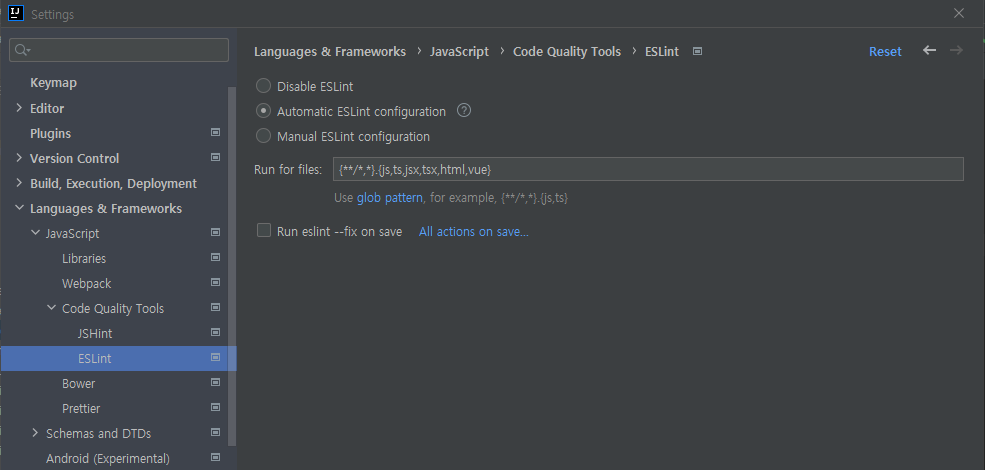 IJ Settings
Languages & Frameworks › JavaScript › Code Quality Tools › ESLint
Reset
Keymap
Editor
Plugins
Version Control
Build, Execution, Deployment
Languages & Frameworks
JavaScript
Libraries
Webpack
Code Quality Tools
JSHint
ESLint
Bower
Prettier
Schemas and DTDs
Android (Experimental)
Disable ESLint
Automatic ESLint configuration ?
Manual ESLint configuration
Run for files: {**/*,*}.{js,ts,jsx,tsx,html,vue}
Use glob pattern, for example, {**/*,*}.{js,ts}
Run eslint --fix on save All actions on save...